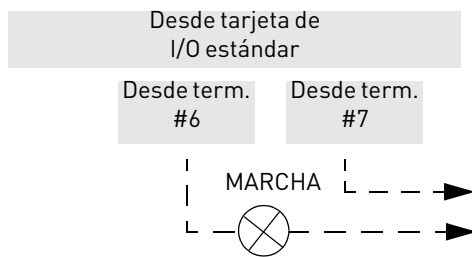 Desde tarjeta de
I/O estándar
Desde term.
#6
Desde term.
#7
MARCHA